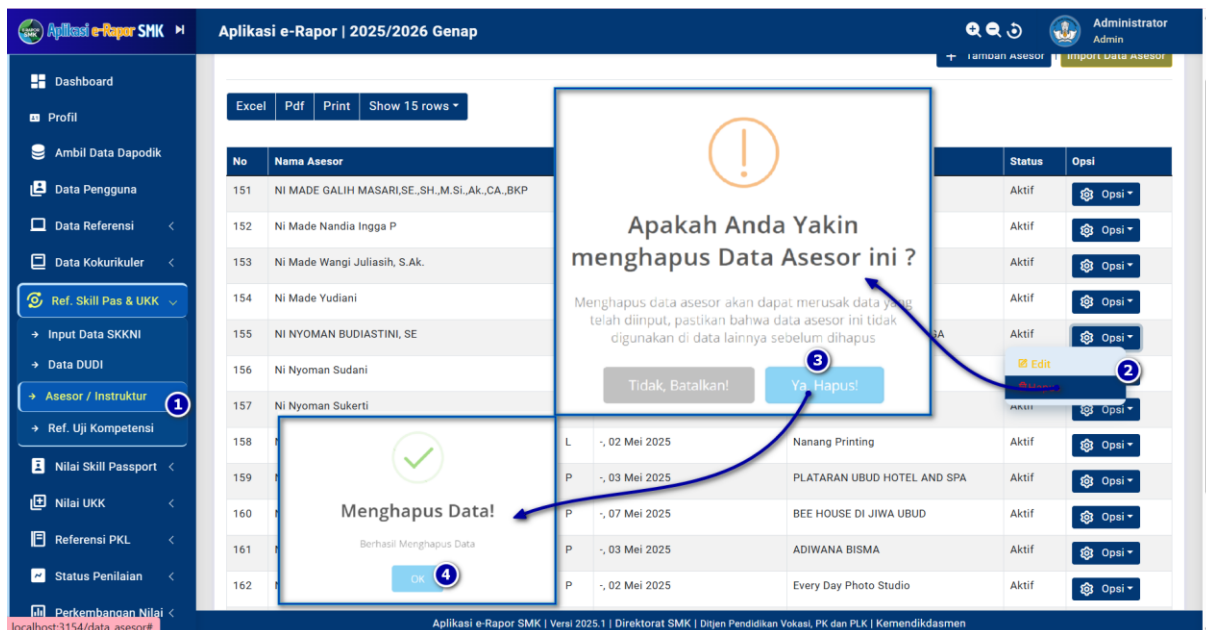 Aplikasi e-Rapor SMK
Aplikasi e-Rapor | 2025/2026 Genap
Administrator
Admin
Dashboard
Profil
Ambil Data Dapodik
Data Pengguna
Data Referensi
Data Kokurikuler
Ref. Skill Pas & UKK
Input Data SKKNI
Data DUDI
Asesor / Instruktur
1
Ref. Uji Kompetensi
Nilai Skill Passport
Nilai UKK
Referensi PKL
Status Penilaian
Perkembangan Nilai
localhost:3154/data_asesor#
+ Tambah Asesor | Import Data Asesor
Excel Pdf Print Show 15 rows
No Nama Asesor Status Opsi
151 NI MADE GALIH MASARI,SE.,SH.,M.Si.,Ak.,CA.,BKP Aktif Opsi
152 Ni Made Nandia Ingga P Aktif Opsi
153 Ni Made Wangi Juliasih, S.Ak. Aktif Opsi
154 Ni Made Yudiani Aktif Opsi
155 NI NYOMAN BUDIASTINI, SE GA Aktif Opsi
156 Ni Nyoman Sudani
157 Ni Nyoman Sukerti Aktif Opsi
158 L -, 02 Mei 2025 Nanang Printing Aktif Opsi
159 P -, 03 Mei 2025 PLATARAN UBUD HOTEL AND SPA Aktif Opsi
160 P -, 07 Mei 2025 BEE HOUSE DI JIWA UBUD Aktif Opsi
161 P -, 03 Mei 2025 ADIWANA BISMA Aktif Opsi
162 P -, 02 Mei 2025 Every Day Photo Studio Aktif Opsi
Edit
2
Apakah Anda Yakin
menghapus Data Asesor ini ?
Menghapus data asesor akan dapat merusak data yang
telah diinput, pastikan bahwa data asesor ini tidak
digunakan di data lainnya sebelum dihapus
3
Tidak, Batalkan! Ya, Hapus!
Menghapus Data!
Berhasil Menghapus Data
OK 4
Aplikasi e-Rapor SMK | Versi 2025.1 | Direktorat SMK | Ditjen Pendidikan Vokasi, PK dan PLK | Kemendikdasmen